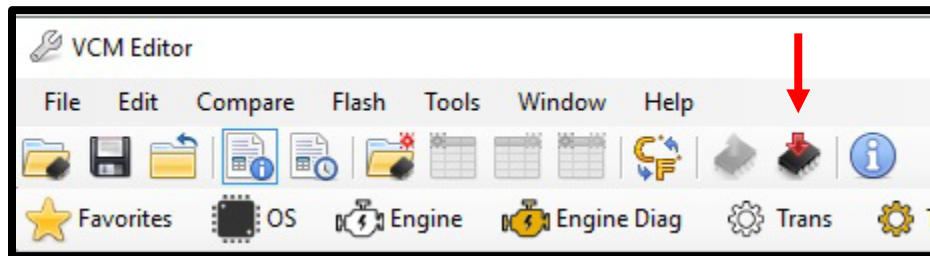 VCM Editor
File Edit Compare Flash Tools Window Help
Favorites OS Engine Engine Diag Trans